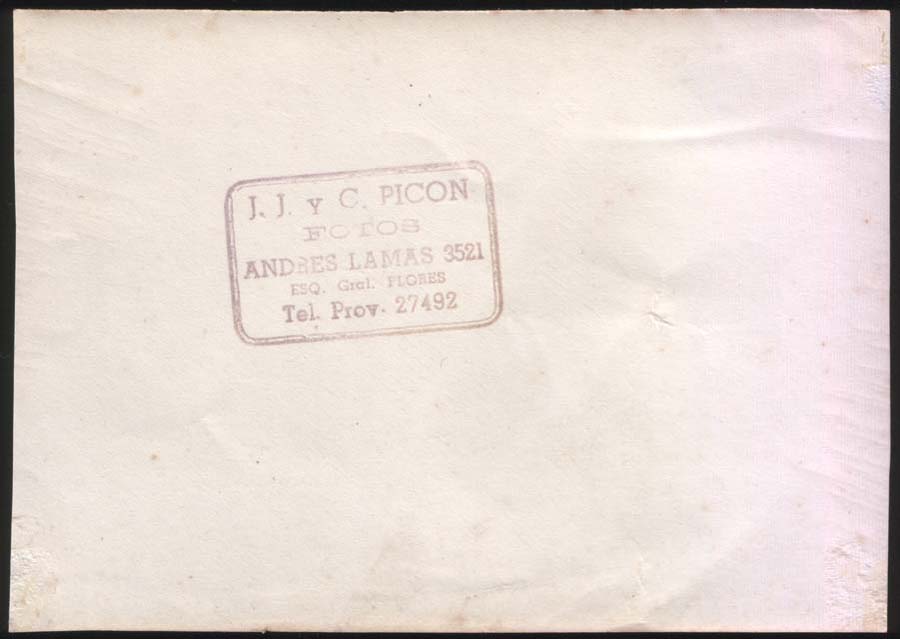 J. J. y C. PICON
FOTOS
ANDRES LAMAS 3521
ESQ. Gral. FLORES
Tel. Prov. 27492